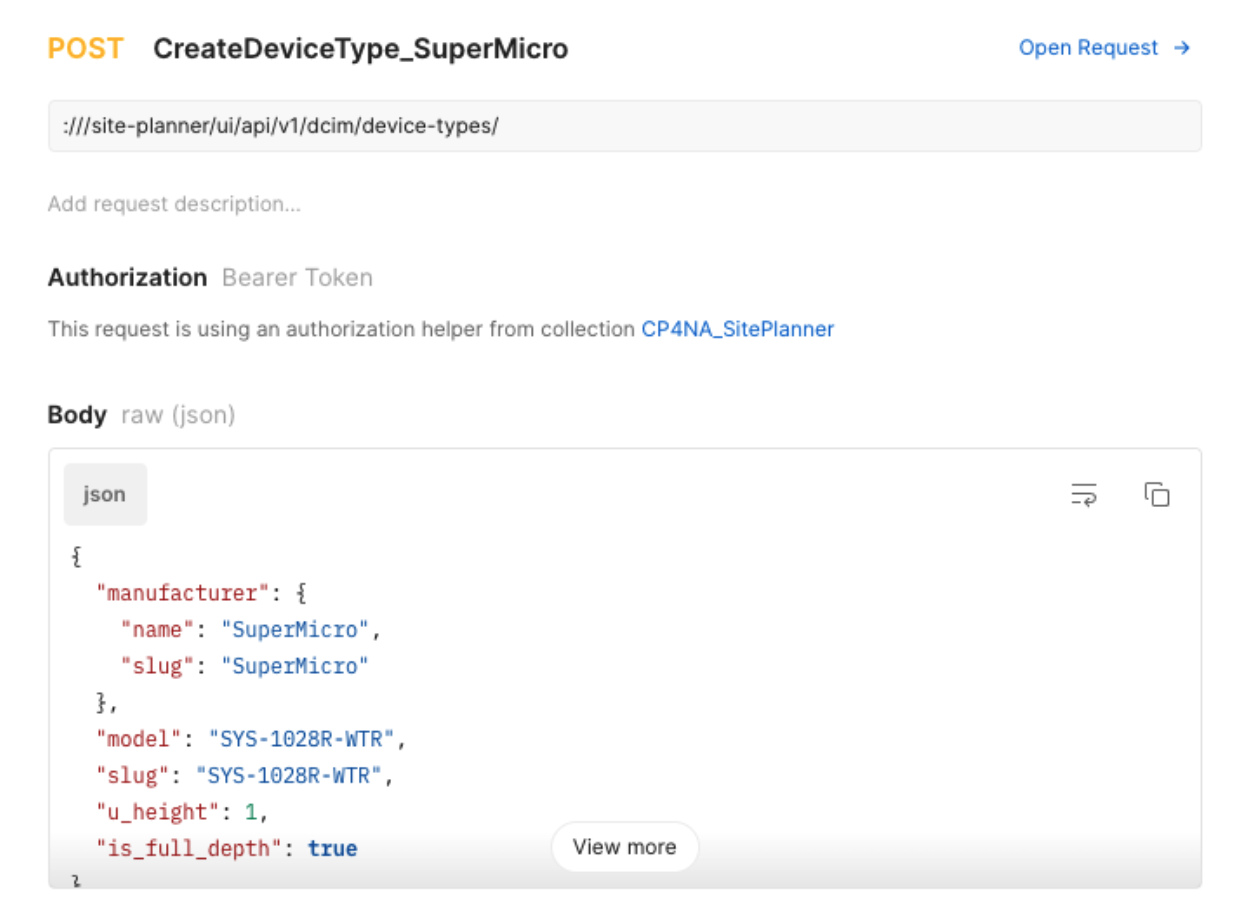 POST CreateDeviceType_SuperMicro Open Request →
:///site-planner/ui/api/v1/dcim/device-types/
Add request description...
Authorization Bearer Token
This request is using an authorization helper from collection CP4NA_SitePlanner
Body raw (json)
json
{
  "manufacturer": {
    "name": "SuperMicro",
    "slug": "SuperMicro"
  },
  "model": "SYS-1028R-WTR",
  "slug": "SYS-1028R-WTR",
  "u_height": 1,
  "is_full_depth": true
View more
}